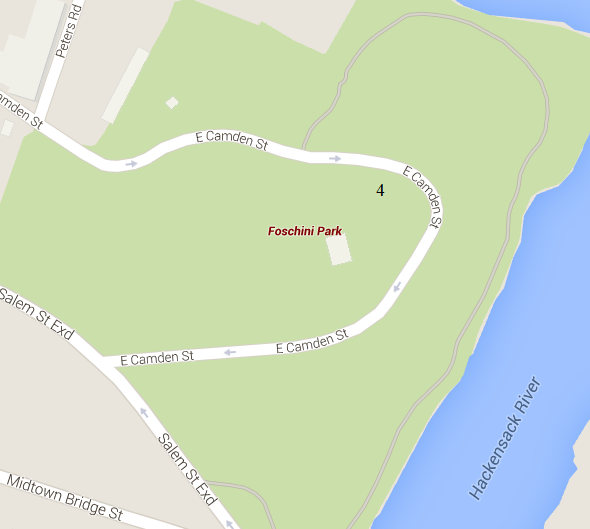 Peters Rd
amden St
E Camden St
E Camden St
4
Foschini Park
Salem St Exd
E Camden St
E Camden St
Hackensack River
Salem St Exd
Midtown Bridge St